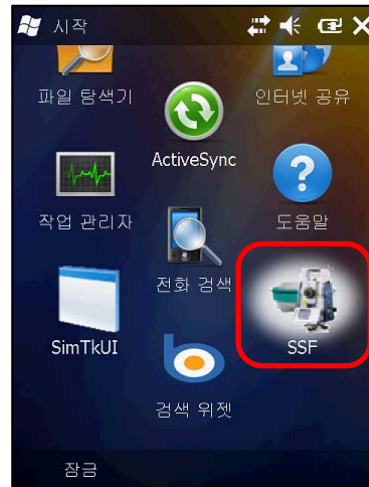 시작
파일 탐색기
인터넷 공유
ActiveSync
작업 관리자
도움말
전화 검색
SimTkUI
SSF
검색 위젯
잠금